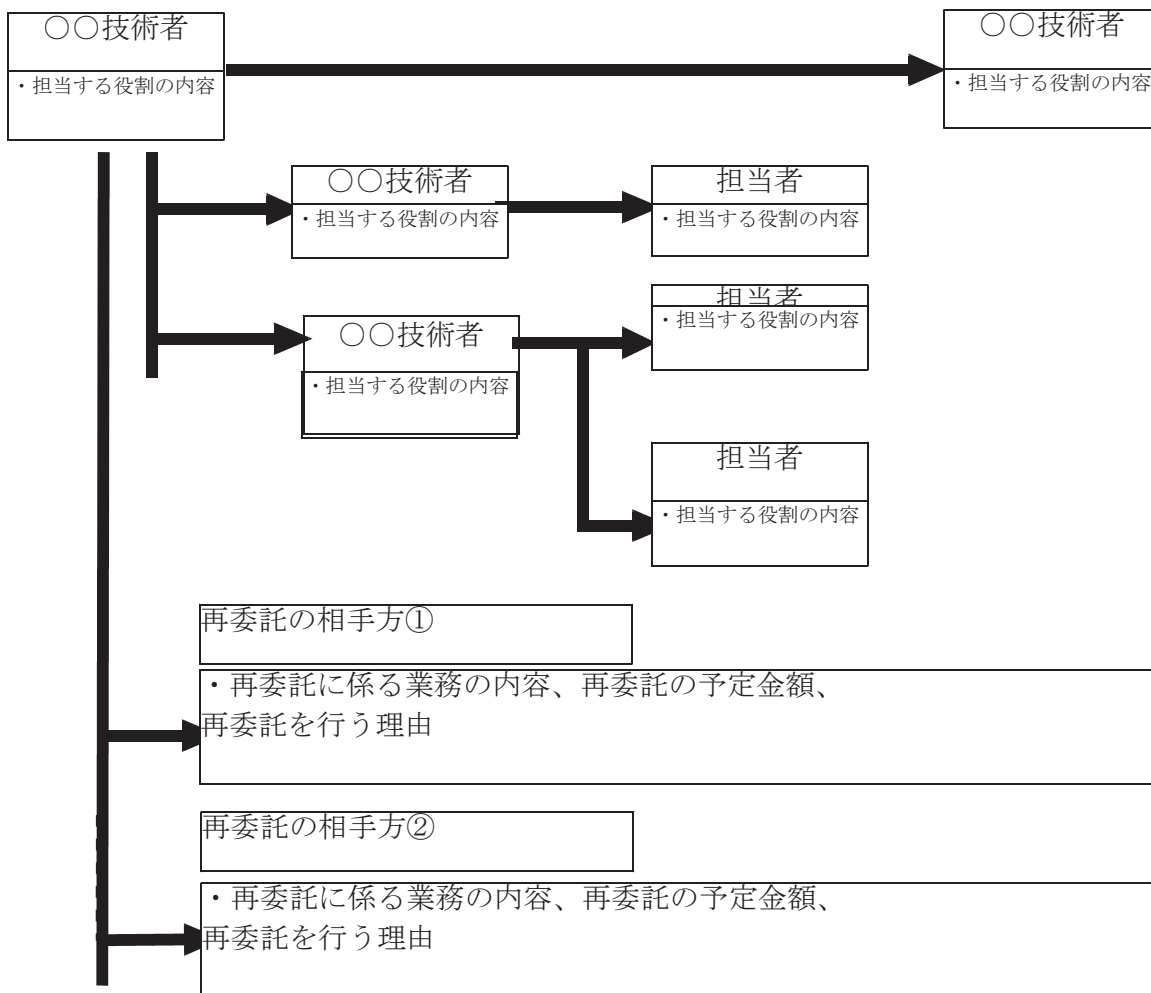 ○○技術者
・担当する役割の内容
○○技術者
・担当する役割の内容
○○技術者
・担当する役割の内容
担当者
・担当する役割の内容
○○技術者
・担当する役割の内容
担当者
・担当する役割の内容
担当者
・担当する役割の内容
再委託の相手方①
・再委託に係る業務の内容、再委託の予定金額、
再委託を行う理由
再委託の相手方②
・再委託に係る業務の内容、再委託の予定金額、
再委託を行う理由